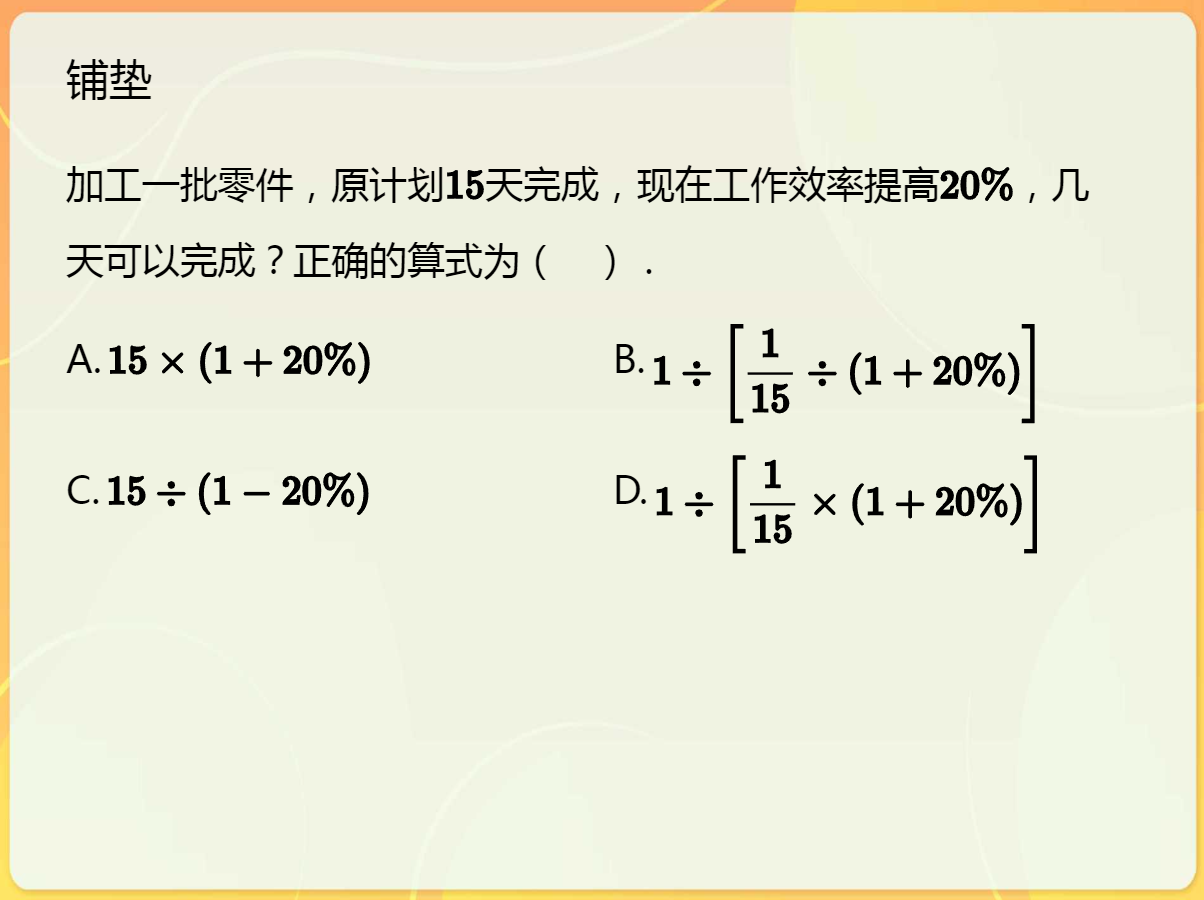 铺垫
加工一批零件，原计划15天完成，现在工作效率提高20%，几
天可以完成？正确的算式为（　）．
A. 15 × (1 + 20%)
B. 1 ÷ [1/15 ÷ (1 + 20%)]
C. 15 ÷ (1 − 20%)
D. 1 ÷ [1/15 × (1 + 20%)]